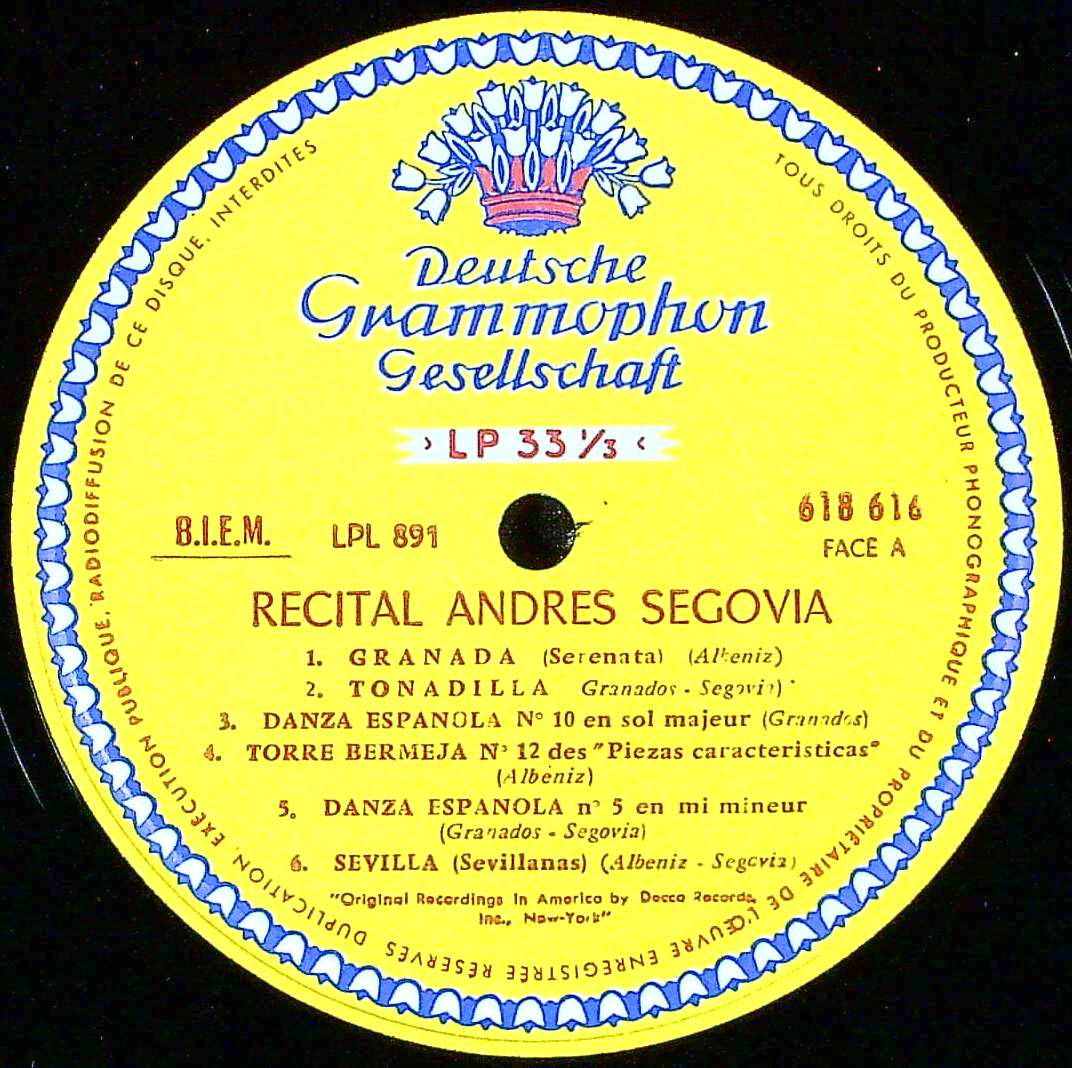 Deutsche
Grammophon
Gesellschaft
› LP 33 1/3 ‹
B.I.E.M.
LPL 891
618 616
FACE A
RECITAL ANDRES SEGOVIA
1. GRANADA (Serenata) (Albeniz)
2. TONADILLA Granados - Segovia)
3. DANZA ESPANOLA N° 10 en sol majeur (Granados)
4. TORRE BERMEJA N° 12 des "Piezas caracteristicas"
(Albéniz)
5. DANZA ESPANOLA n° 5 en mi mineur
(Granados - Segovia)
6. SEVILLA (Sevillanas) (Albeniz - Segovia)
"Original Recordings in America by Decca Records,
Inc., New-York"
TOUS DROITS DU PRODUCTEUR PHONOGRAPHIQUE ET DU PROPRIÉTAIRE DE L'ŒUVRE ENREGISTRÉE RÉSERVÉS DUPLICATION, EXÉCUTION PUBLIQUE, RADIODIFFUSION DE CE DISQUE, INTERDITES